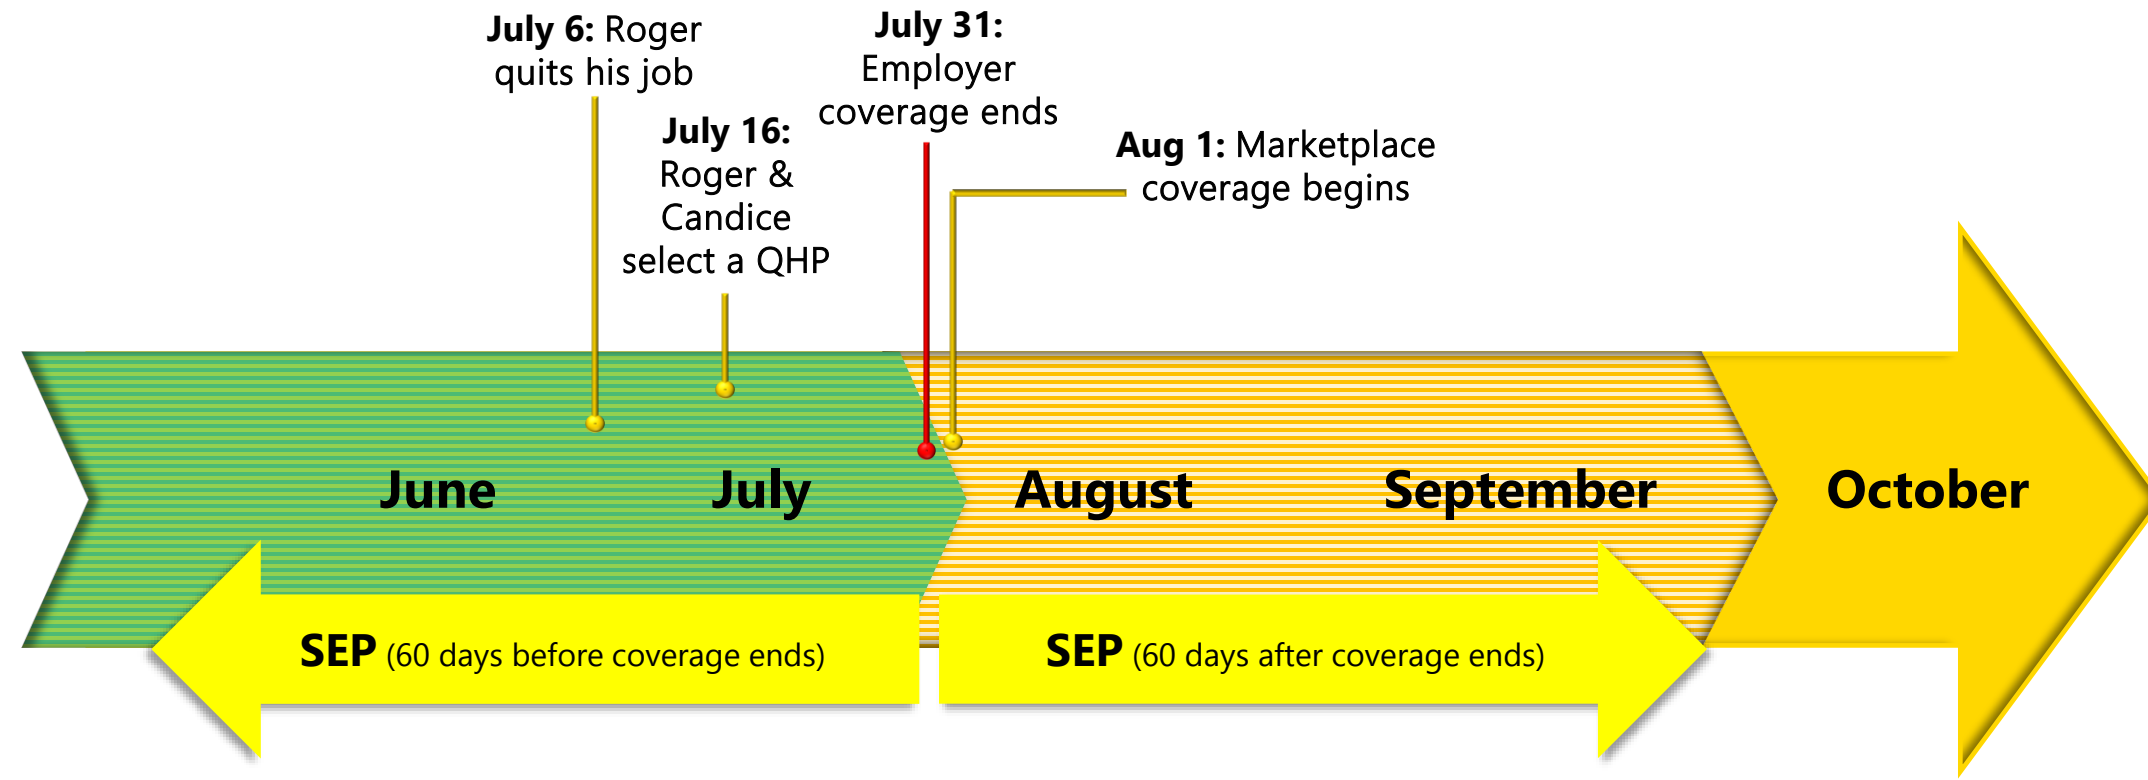 July 6: Roger
quits his job
July 16:
Roger &
Candice
select a QHP
July 31:
Employer
coverage ends
Aug 1: Marketplace
coverage begins
June
July
August
September
October
SEP (60 days before coverage ends)
SEP (60 days after coverage ends)